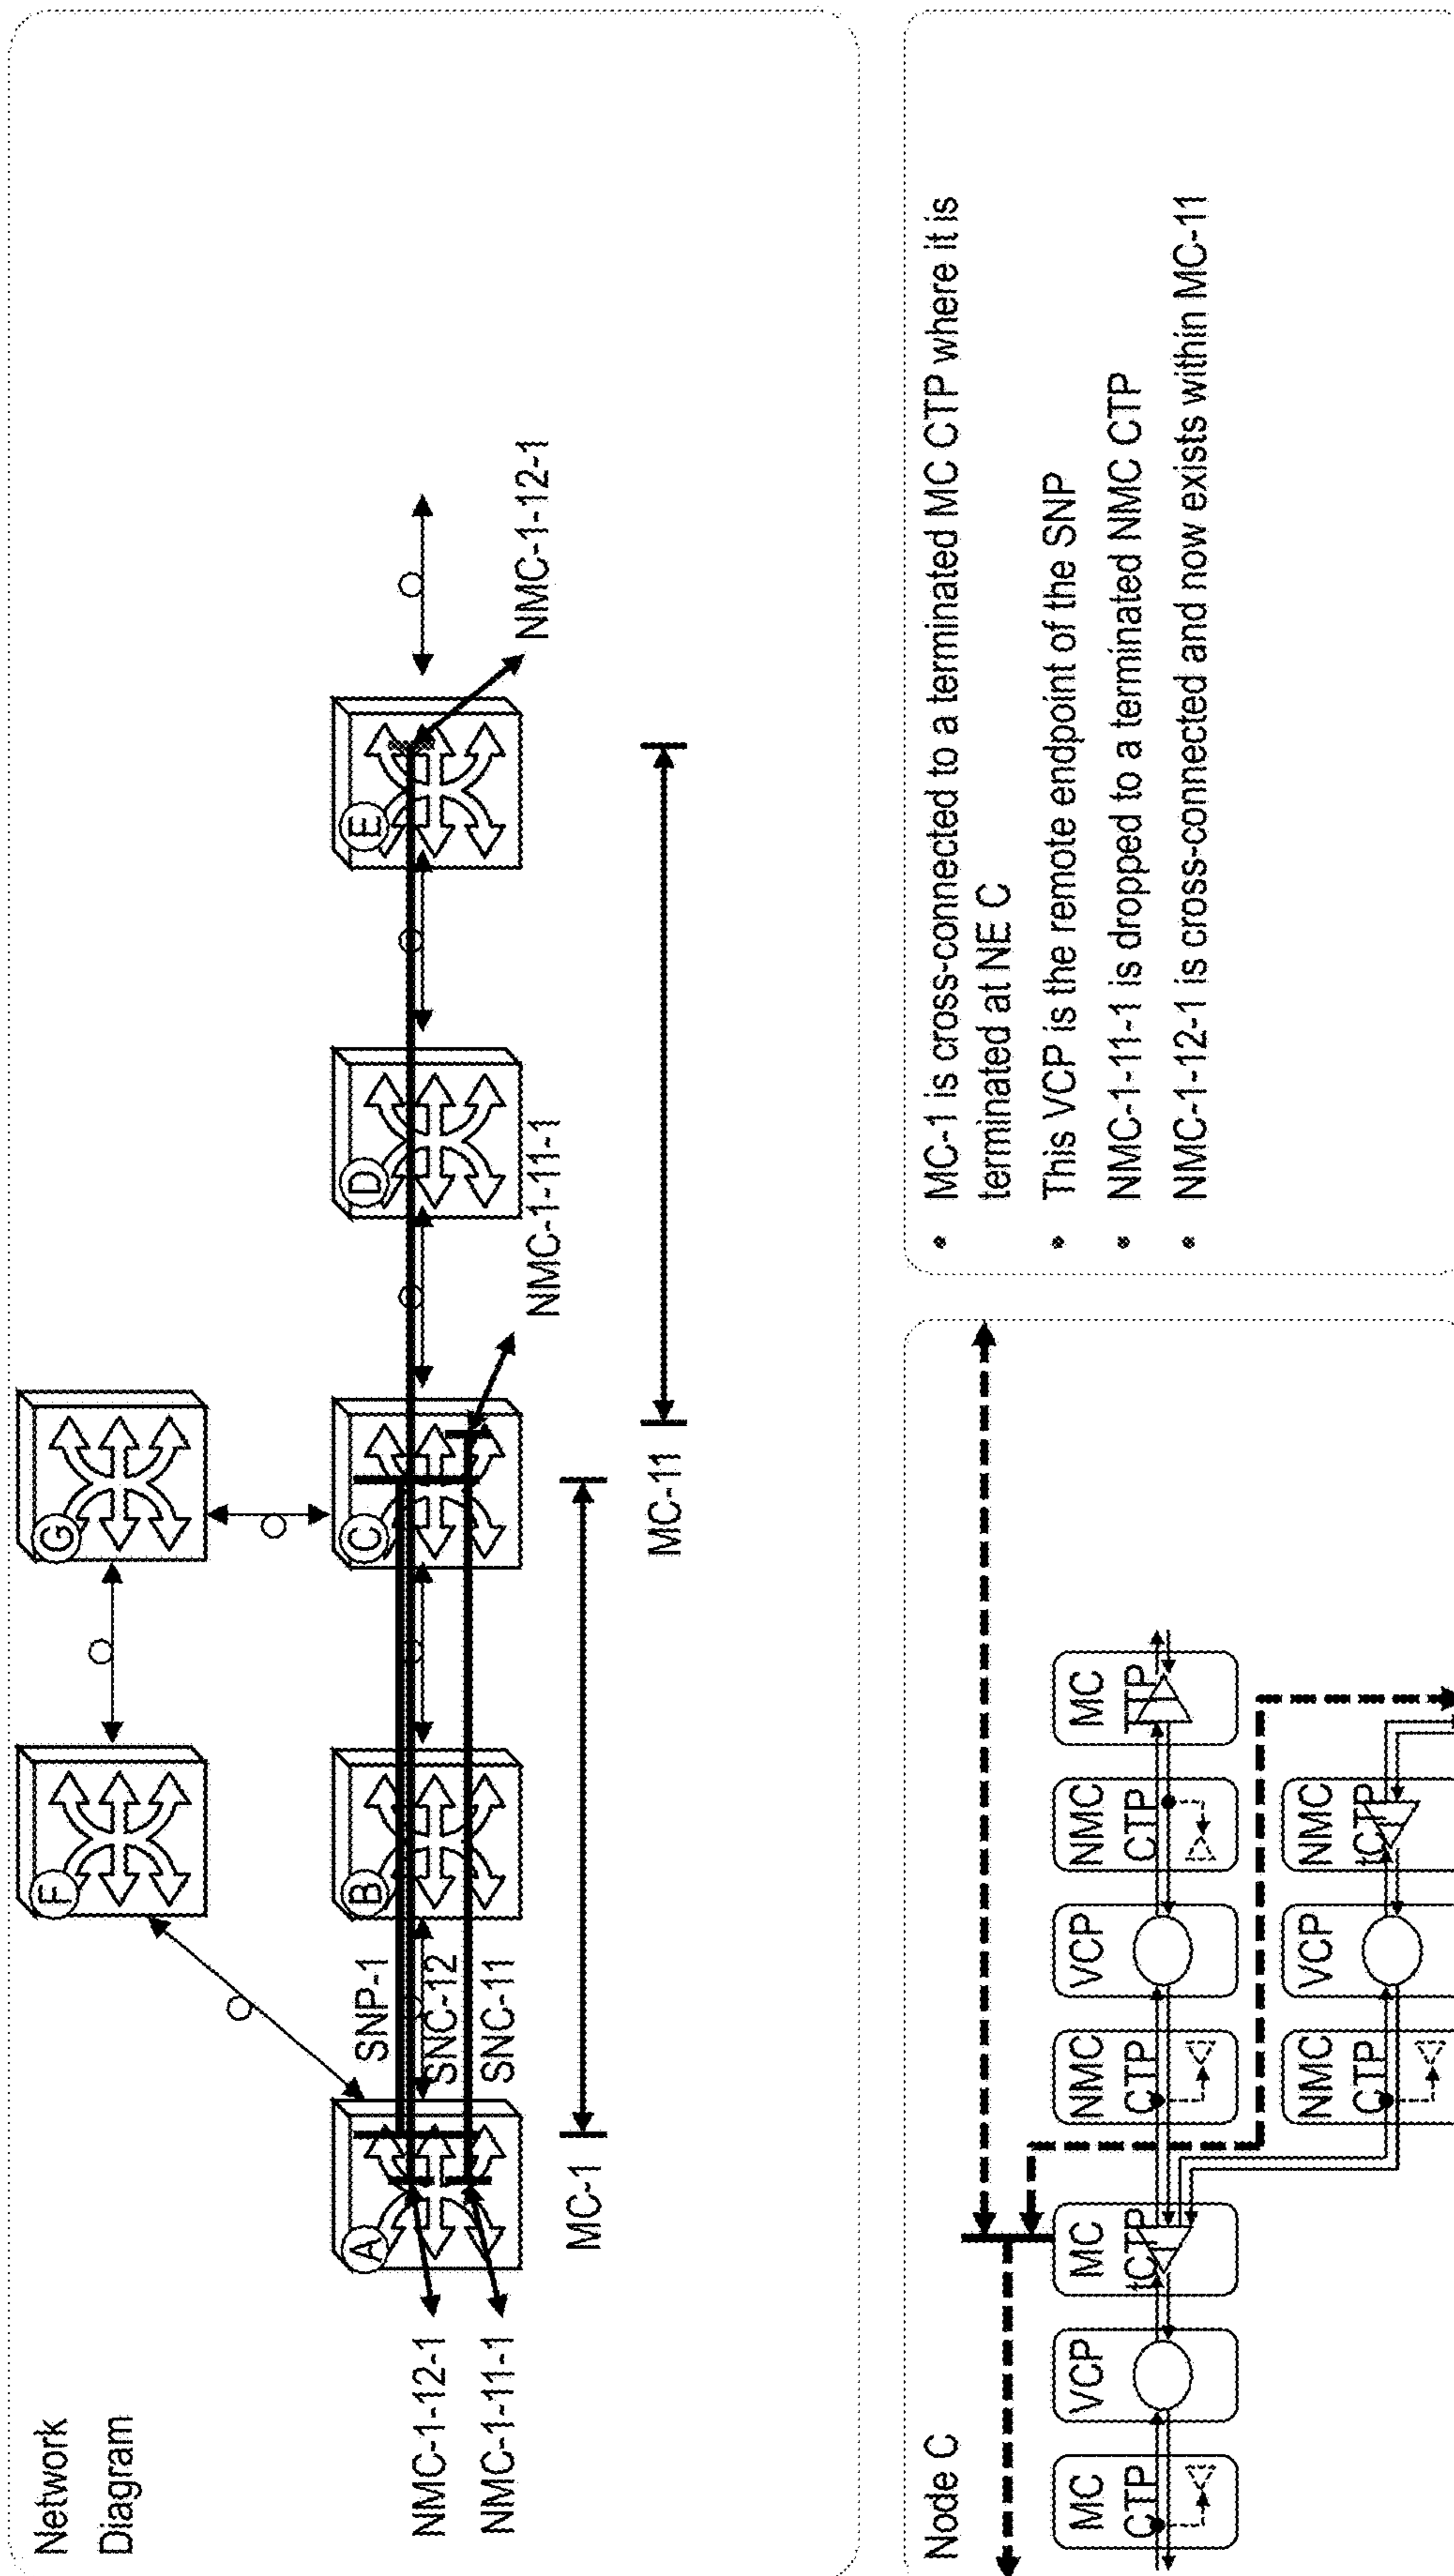 Network
Diagram
F
G
A
B
C
D
E
SNP-1
SNC-12
SNC-11
NMC-1-12-1
NMC-1-11-1
NMC-1-11-1
NMC-1-12-1
MC-1
MC-11
Node C
MC
CTP
VCP
MC
tCTP
NMC
CTP
VCP
NMC
CTP
MC
TTP
NMC
CTP
VCP
NMC
tCTP
• MC-1 is cross-connected to a terminated MC CTP where it is
terminated at NE C
• This VCP is the remote endpoint of the SNP
• NMC-1-11-1 is dropped to a terminated NMC CTP
• NMC-1-12-1 is cross-connected and now exists within MC-11